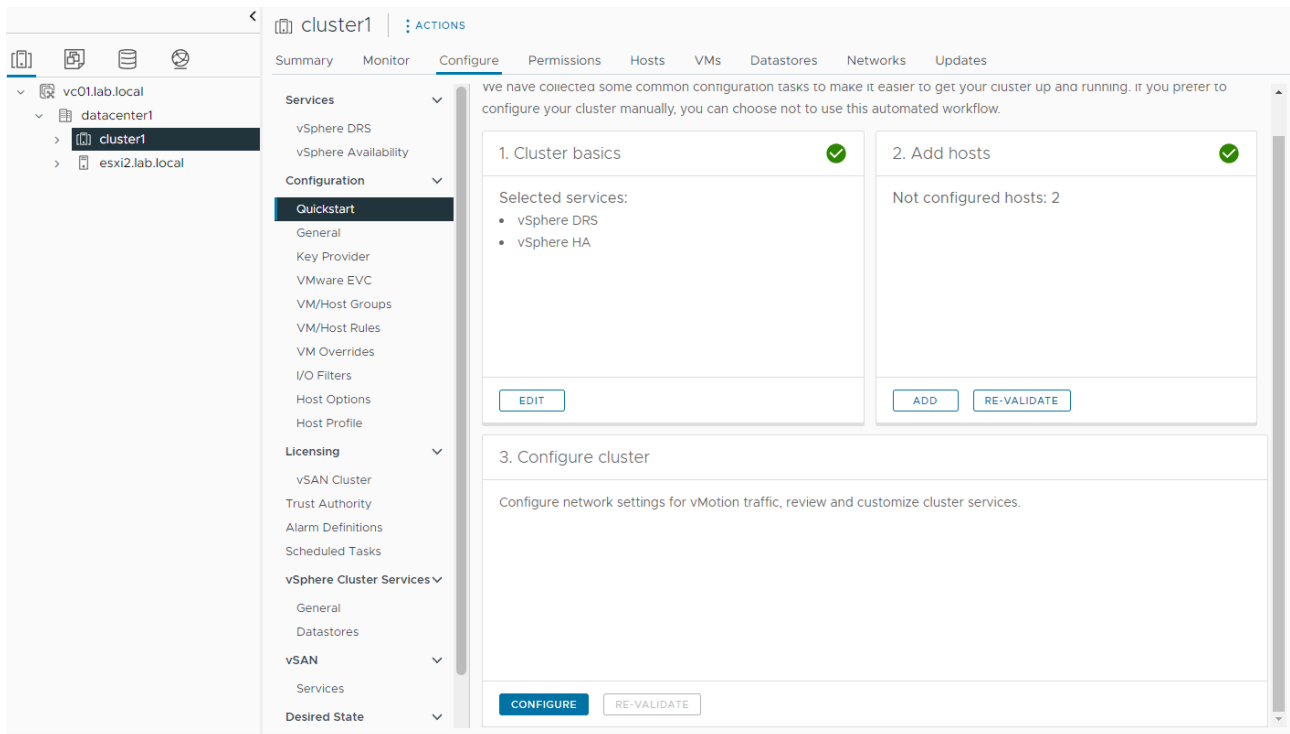 cluster1
ACTIONS
Summary
Monitor
Configure
Permissions
Hosts
VMs
Datastores
Networks
Updates
vc01.lab.local
datacenter1
cluster1
esxi2.lab.local
Services
vSphere DRS
vSphere Availability
Configuration
Quickstart
General
Key Provider
VMware EVC
VM/Host Groups
VM/Host Rules
VM Overrides
I/O Filters
Host Options
Host Profile
Licensing
vSAN Cluster
Trust Authority
Alarm Definitions
Scheduled Tasks
vSphere Cluster Services
General
Datastores
vSAN
Services
Desired State
We have collected some common configuration tasks to make it easier to get your cluster up and running. If you prefer to
configure your cluster manually, you can choose not to use this automated workflow.
1. Cluster basics
Selected services:
• vSphere DRS
• vSphere HA
EDIT
2. Add hosts
Not configured hosts: 2
ADD
RE-VALIDATE
3. Configure cluster
Configure network settings for vMotion traffic, review and customize cluster services.
CONFIGURE
RE-VALIDATE